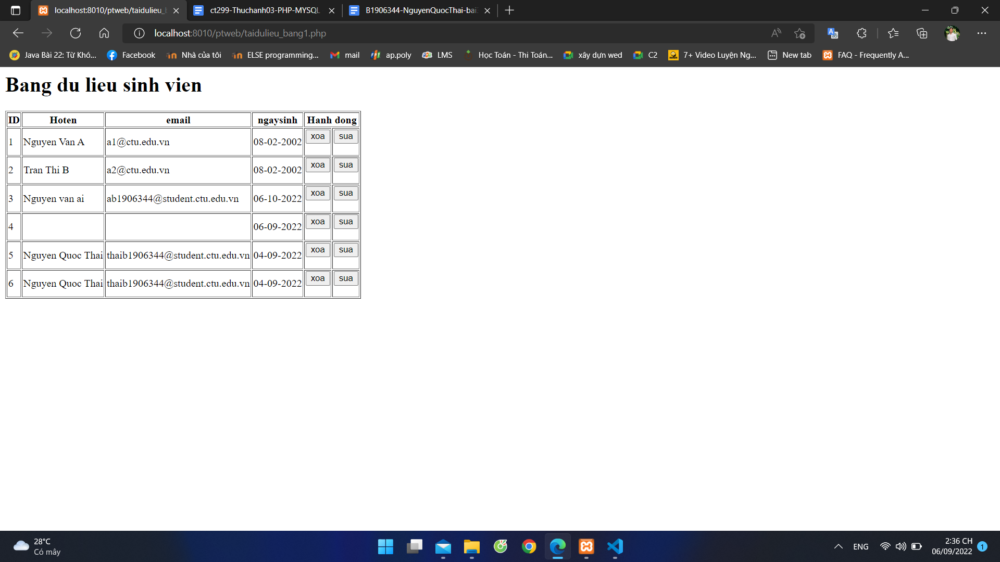 localhost:8010/ptweb/taidulieu_
ct299-Thuchanh03-PHP-MYSQL
B1906344-NguyenQuocThai-bai
localhost:8010/ptweb/taidulieu_bang1.php
Java Bài 22: Từ Khó...
Facebook
Nhà của tôi
ELSE programming...
mail
ap.poly
LMS
Học Toán - Thi Toán...
xây dựn wed
C2
7+ Video Luyện Ng...
New tab
FAQ - Frequently A...
Bang du lieu sinh vien
ID Hoten email ngaysinh Hanh dong
1 Nguyen Van A a1@ctu.edu.vn 08-02-2002 xoa sua
2 Tran Thi B a2@ctu.edu.vn 08-02-2002 xoa sua
3 Nguyen van ai ab1906344@student.ctu.edu.vn 06-10-2022 xoa sua
4 06-09-2022 xoa sua
5 Nguyen Quoc Thai thaib1906344@student.ctu.edu.vn 04-09-2022 xoa sua
6 Nguyen Quoc Thai thaib1906344@student.ctu.edu.vn 04-09-2022 xoa sua
28°C
Có mây
ENG
2:36 CH
06/09/2022
1